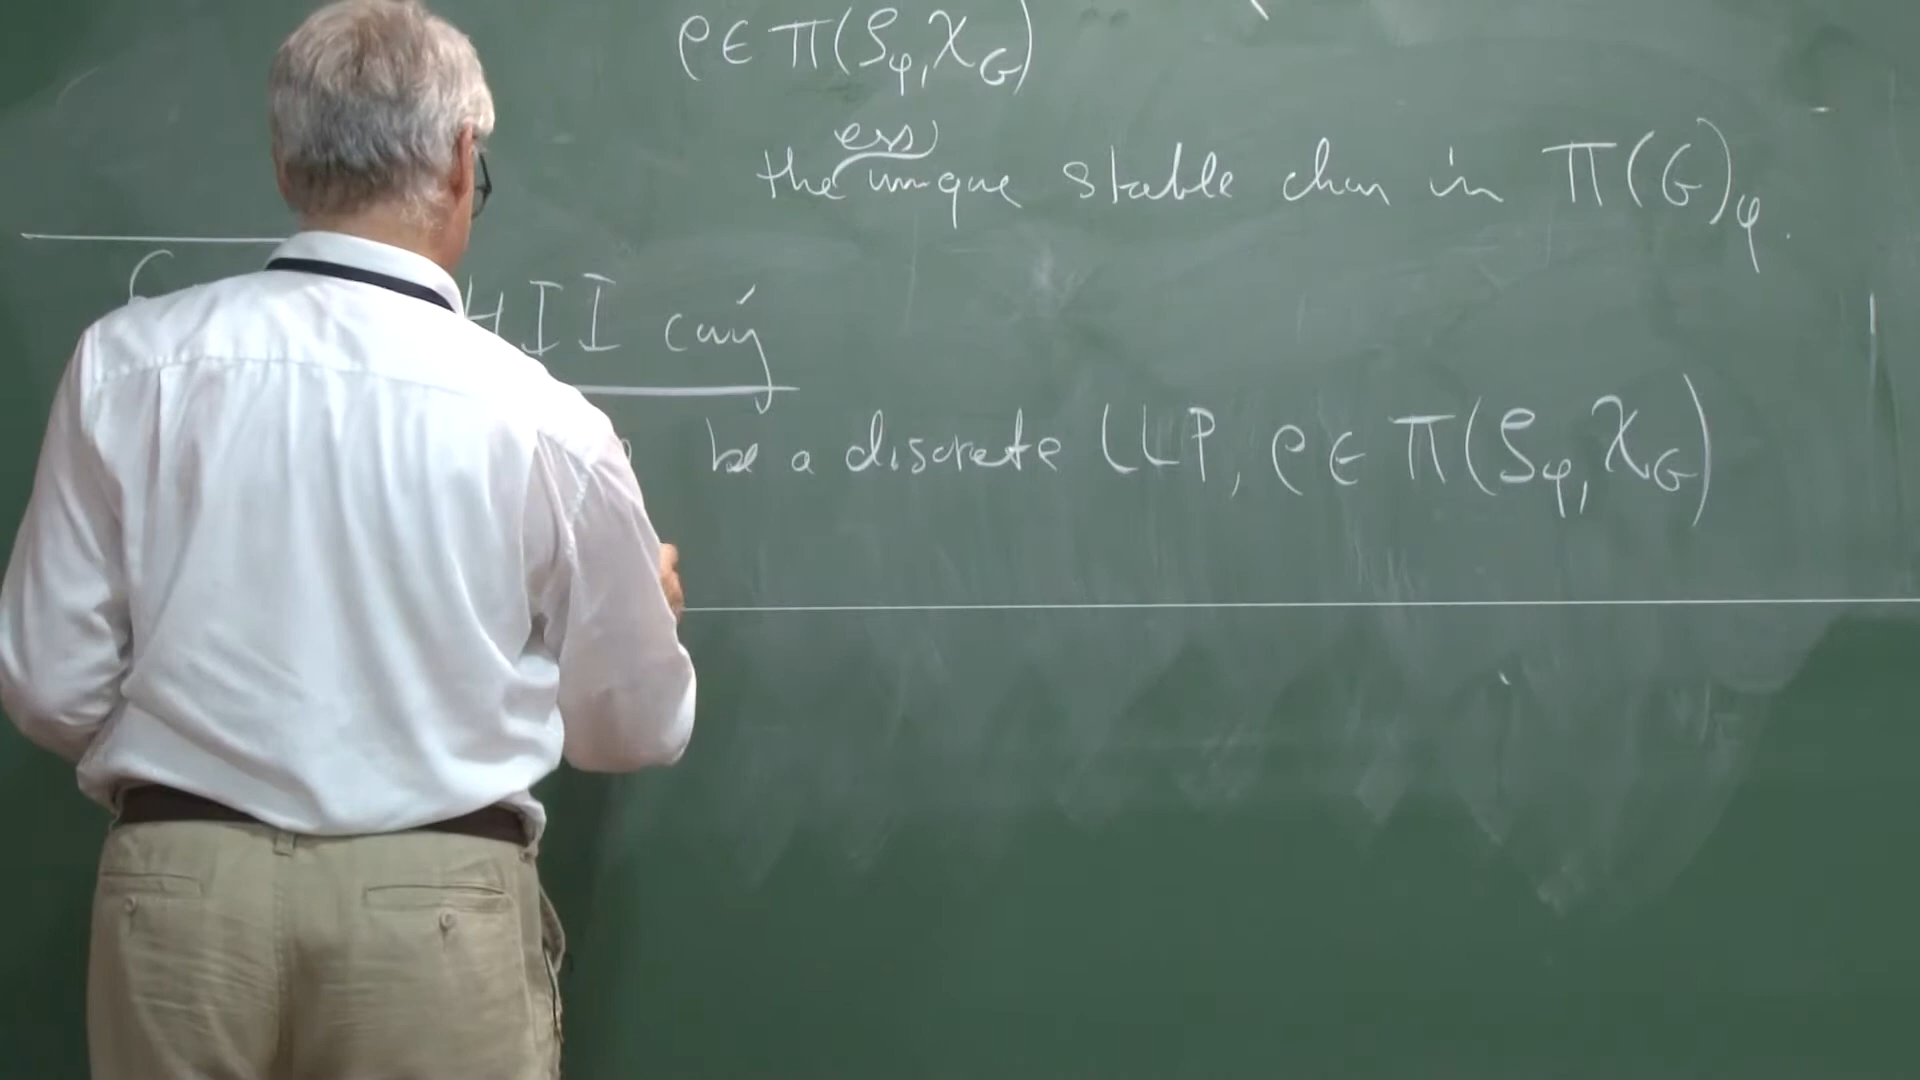 ρ ∈ Π(S_φ, χ_G)
ess
the unique stable char in Π(G)_φ.
HII conj
be a discrete LLP, ρ ∈ Π(S_φ, χ_G)